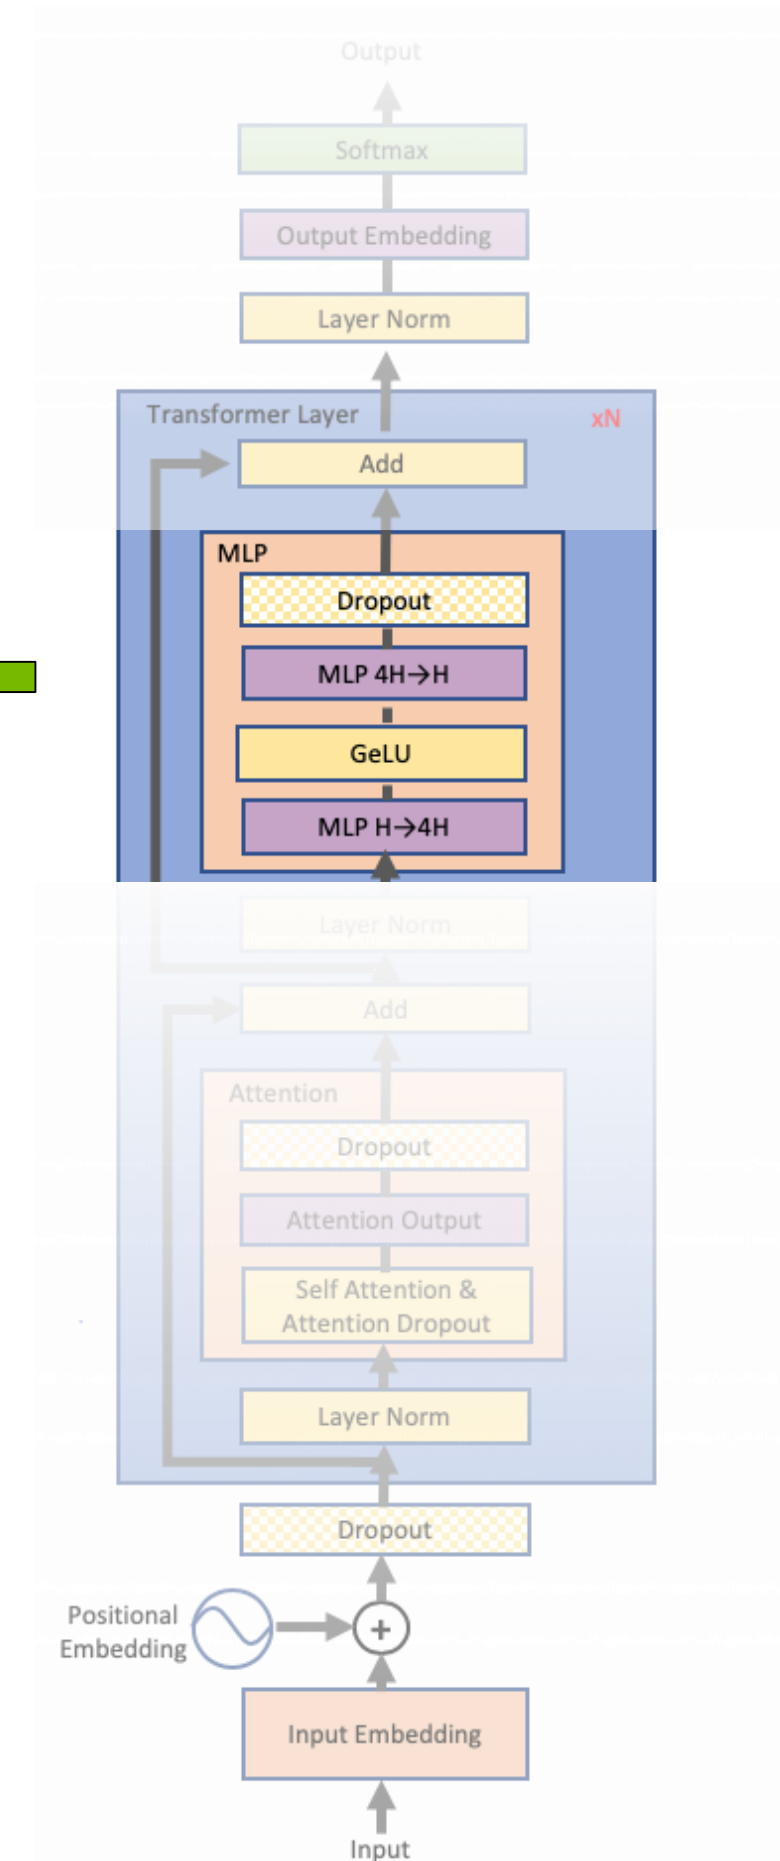 Output
Softmax
Output Embedding
Layer Norm
Transformer Layer
xN
Add
MLP
Dropout
MLP 4H→H
GeLU
MLP H→4H
Layer Norm
Add
Attention
Dropout
Attention Output
Self Attention &
Attention Dropout
Layer Norm
Dropout
Positional
Embedding
+
Input Embedding
Input